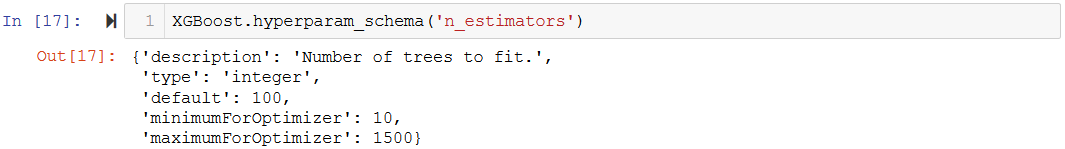 In [17]: 1 XGBoost.hyperparam_schema('n_estimators')
Out[17]: {'description': 'Number of trees to fit.',
'type': 'integer',
'default': 100,
'minimumForOptimizer': 10,
'maximumForOptimizer': 1500}